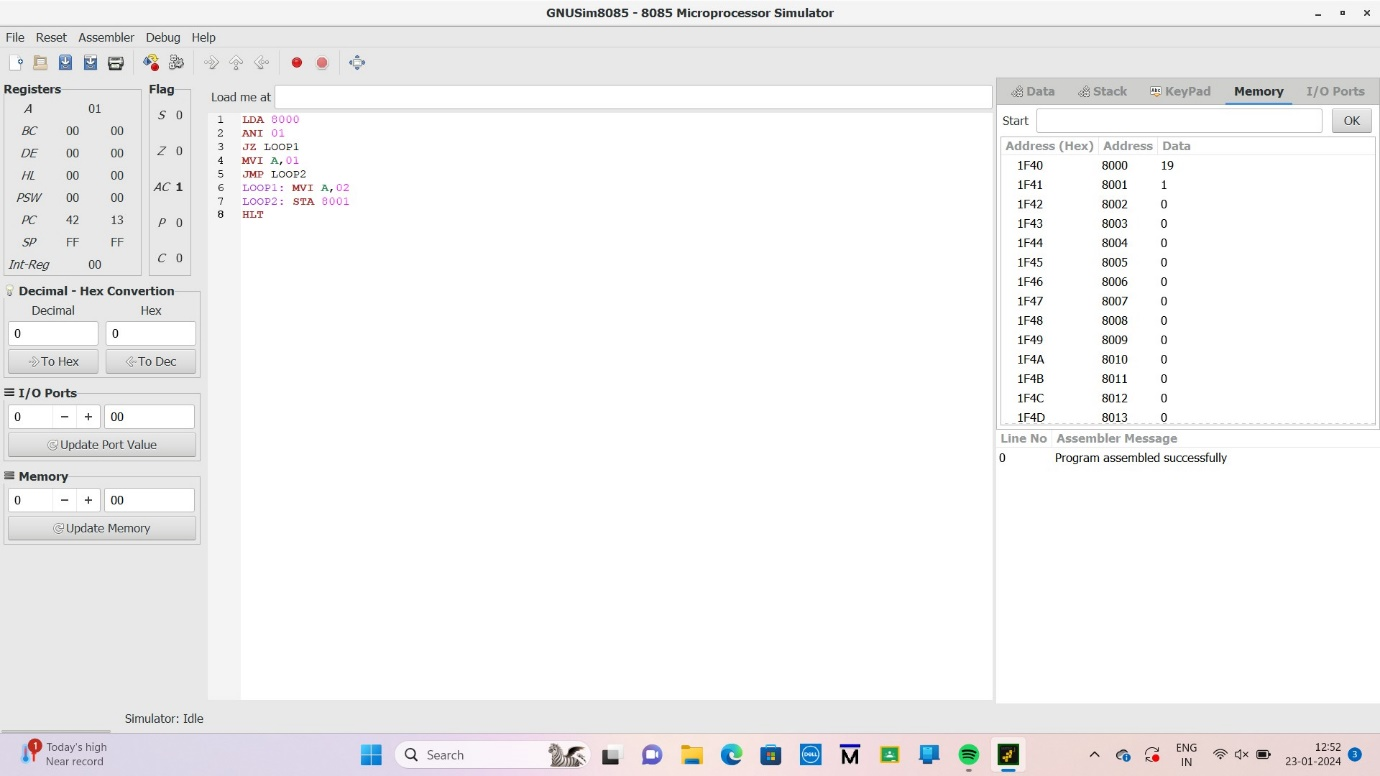 GNUSim8085 - 8085 Microprocessor Simulator
File Reset Assembler Debug Help
Registers
A 01
BC 00 00
DE 00 00
HL 00 00
PSW 00 00
PC 42 13
SP FF FF
Int-Reg 00
Flag
S 0
Z 0
AC 1
P 0
C 0
Decimal - Hex Convertion
Decimal Hex
0 0
To Hex To Dec
I/O Ports
0 - + 00
Update Port Value
Memory
0 - + 00
Update Memory
Load me at
1 LDA 8000
2 ANI 01
3 JZ LOOP1
4 MVI A,01
5 JMP LOOP2
6 LOOP1: MVI A,02
7 LOOP2: STA 8001
8 HLT
Data Stack KeyPad Memory I/O Ports
Start OK
Address (Hex) Address Data
1F40 8000 19
1F41 8001 1
1F42 8002 0
1F43 8003 0
1F44 8004 0
1F45 8005 0
1F46 8006 0
1F47 8007 0
1F48 8008 0
1F49 8009 0
1F4A 8010 0
1F4B 8011 0
1F4C 8012 0
1F4D 8013 0
Line No Assembler Message
0 Program assembled successfully
Simulator: Idle
1 Today's high
Near record
Search
DELL
M
ENG
IN
12:52
23-01-2024
3